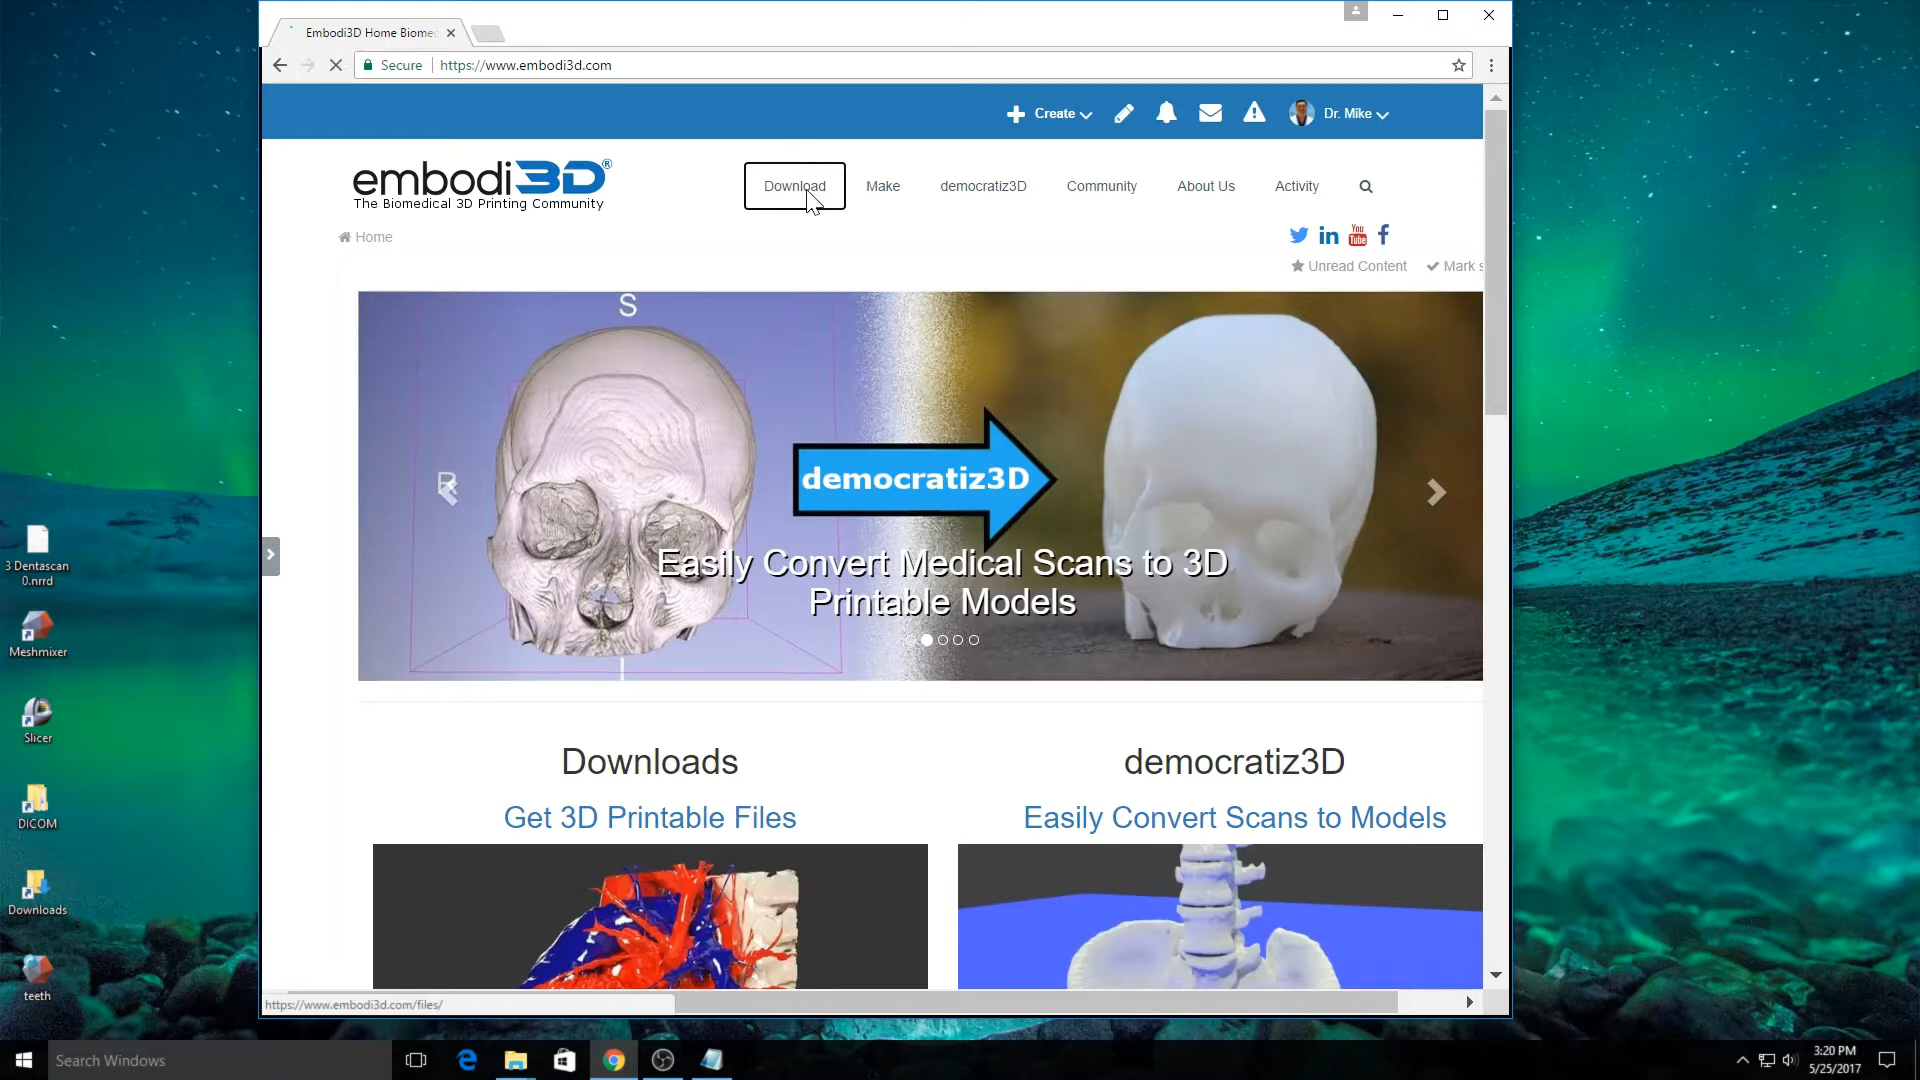 Embodi3D Home Biomed
Secure
https://www.embodi3d.com
Create
Dr. Mike
embodi3D®
The Biomedical 3D Printing Community
Download
Make
democratiz3D
Community
About Us
Activity
Home
You
Tube
Unread Content
Mark s
S
R
democratiz3D
Easily Convert Medical Scans to 3D
Printable Models
Downloads
Get 3D Printable Files
democratiz3D
Easily Convert Scans to Models
https://www.embodi3d.com/files/
3 Dentascan
0.nrrd
Meshmixer
Slicer
DICOM
Downloads
teeth
Search Windows
3:20 PM
5/25/2017